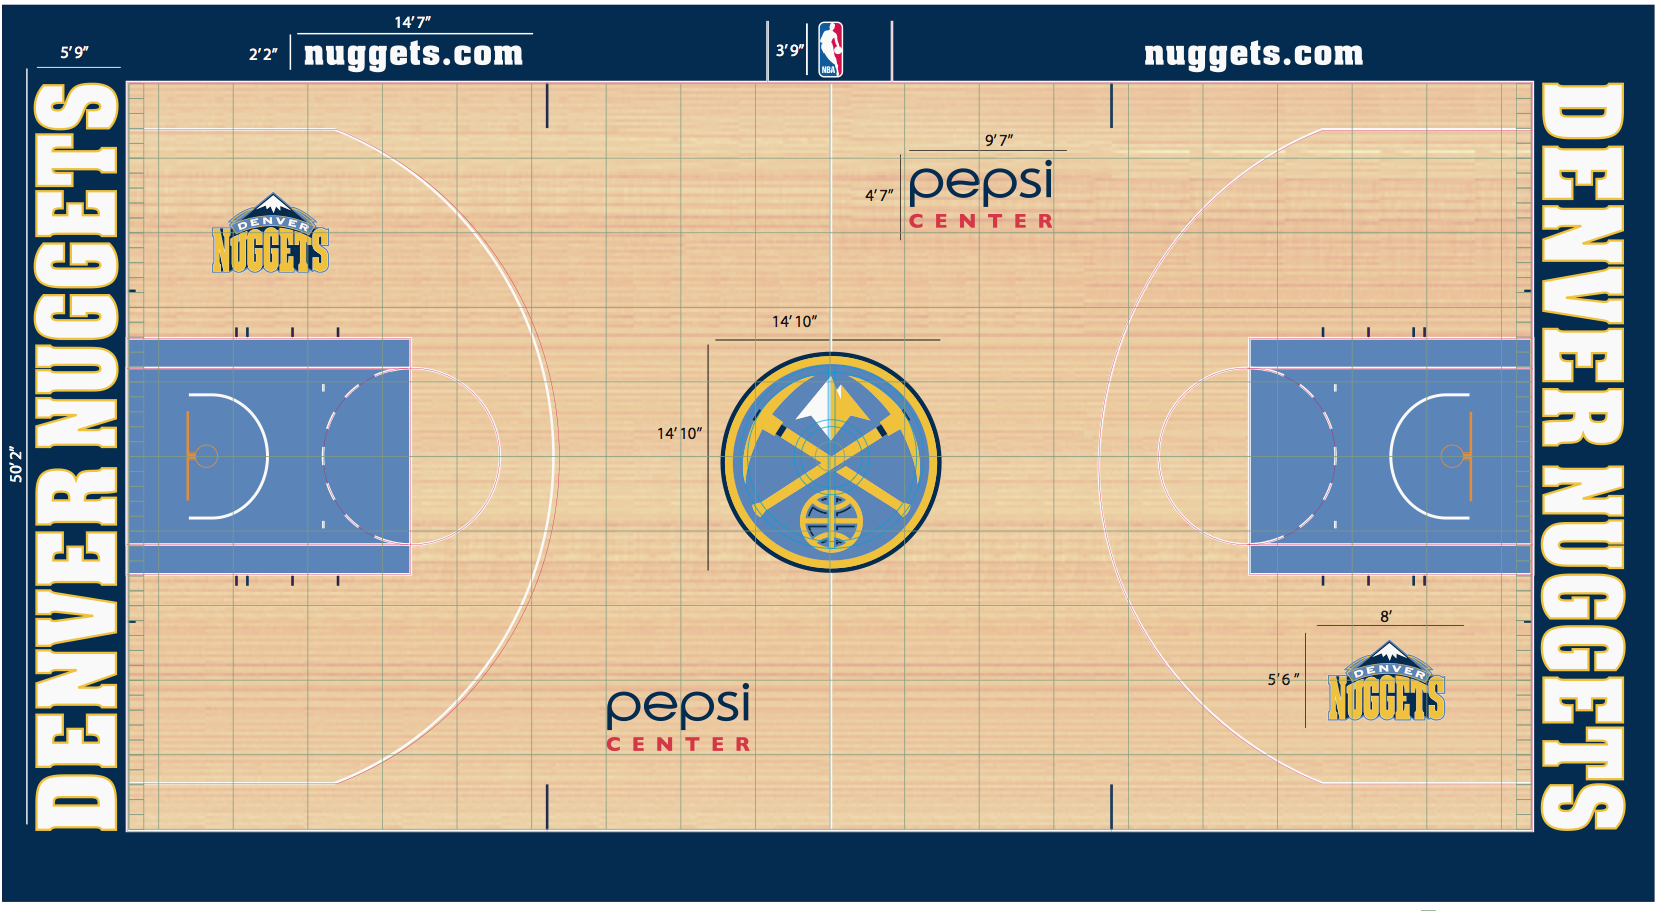 14’7”
5’9”
2’2”
nuggets.com
3’9”
NBA
nuggets.com
DENVER NUGGETS
DENVER NUGGETS
9’7”
4’7”
pepsi
CENTER
DENVER
NUGGETS
14’10”
14’10”
50’2”
8’
5’6 ”
DENVER
NUGGETS
pepsi
CENTER